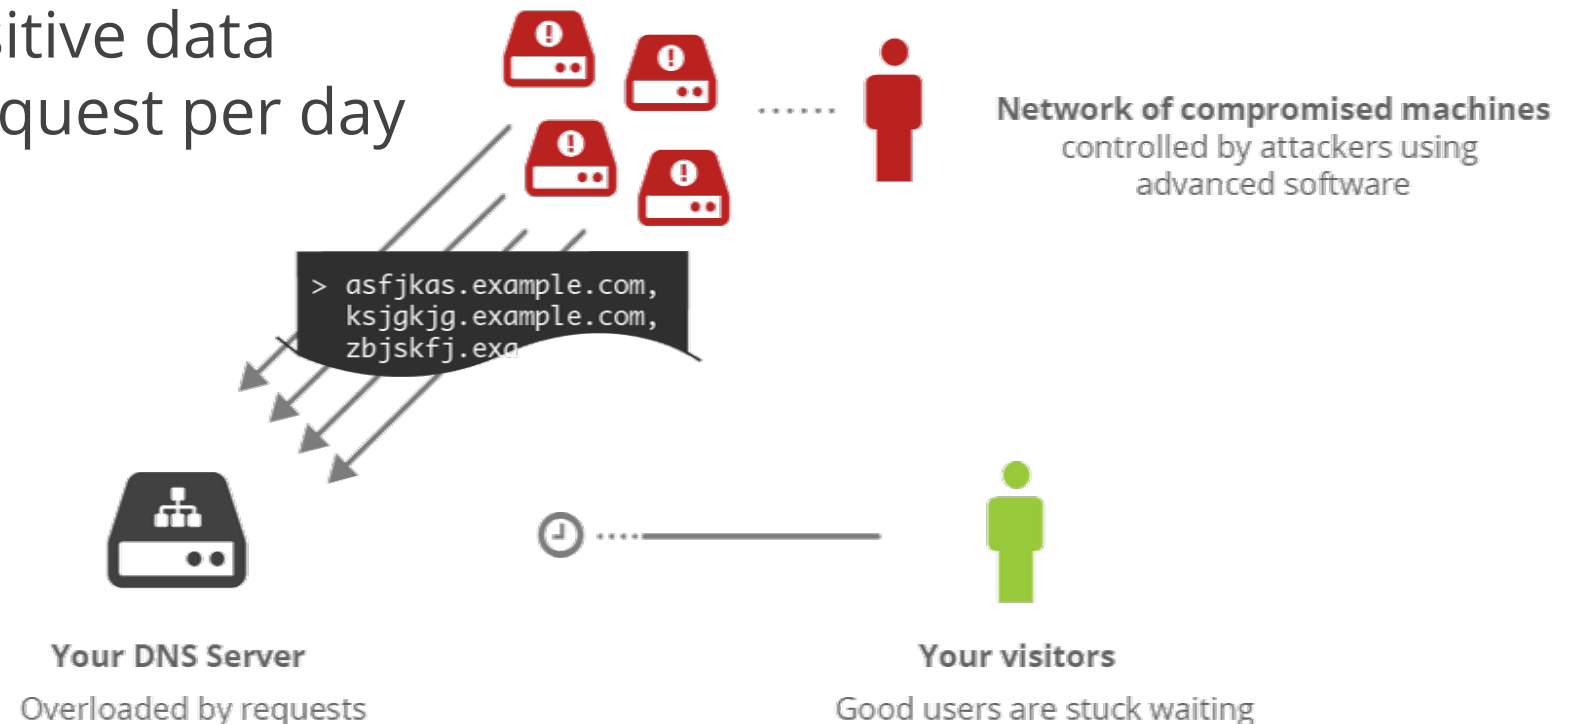 sitive data
quest per day
Network of compromised machines
controlled by attackers using
advanced software
> asfjkas.example.com,
ksjgkjg.example.com,
zbjskfj.exa
Your DNS Server
Overloaded by requests
Your visitors
Good users are stuck waiting